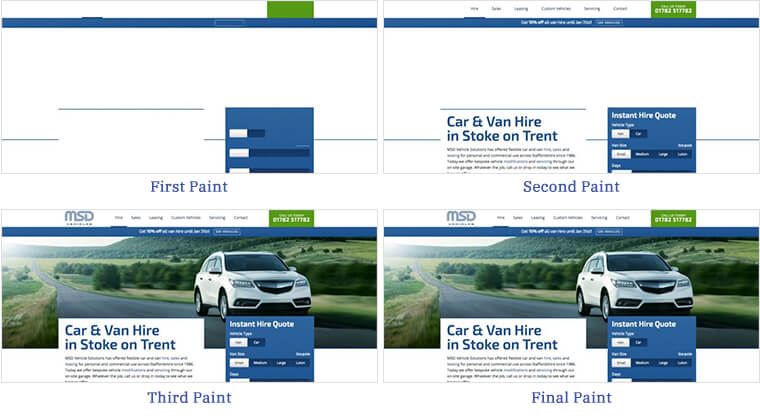 First Paint
Hire Sales Leasing Custom Vehicles Servicing Contact
CALL US TODAY
01782 517782
Get 10% off all van hire until Jan 31st! SEE VEHICLES
Car & Van Hire
in Stoke on Trent
MSD Vehicle Solutions has offered flexible car and van hire, sales and
leasing for personal and commercial use across Staffordshire since 1986.
Today we offer bespoke vehicle modifications and servicing through our
on-site garage. Whatever the job, call us or drop in today to see what we
Instant Hire Quote
Vehicle Type
Van Car
Van Size Bespoke
Small Medium Large Luton
Days
Second Paint
MSD
VEHICLES
Hire Sales Leasing Custom Vehicles Servicing Contact
CALL US TODAY
01782 517782
Get 10% off all van hire until Jan 31st! SEE VEHICLES
Car & Van Hire
in Stoke on Trent
MSD Vehicle Solutions has offered flexible car and van hire, sales and
leasing for personal and commercial use across Staffordshire since 1986.
Today we offer bespoke vehicle modifications and servicing through our
on-site garage. Whatever the job, call us or drop in today to see what we
Instant Hire Quote
Vehicle Type
Van Car
Van Size Bespoke
Small Medium Large Luton
Days
Third Paint
MSD
VEHICLES
Hire Sales Leasing Custom Vehicles Servicing Contact
CALL US TODAY
01782 517782
Get 10% off all van hire until Jan 31st! SEE VEHICLES
Car & Van Hire
in Stoke on Trent
MSD Vehicle Solutions has offered flexible car and van hire, sales and
leasing for personal and commercial use across Staffordshire since 1986.
Today we offer bespoke vehicle modifications and servicing through our
on-site garage. Whatever the job, call us or drop in today to see what we
Instant Hire Quote
Vehicle Type
Van Car
Van Size Bespoke
Small Medium Large Luton
Days
Final Paint